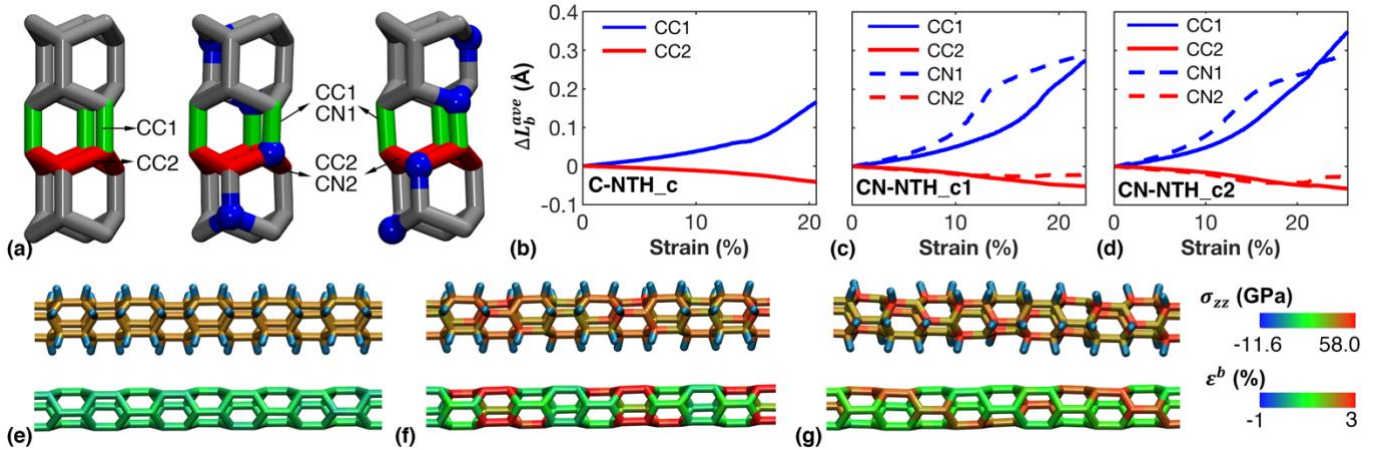 CC1
CC2
CC1
CN1
CC2
CN2
(a)
ΔL_b^ave (Å)
0.4
0.3
0.2
0.1
0
-0.1
CC1
CC2
C-NTH_c
0 10 20
Strain (%)
(b)
CC1
CC2
CN1
CN2
CN-NTH_c1
0 10 20
Strain (%)
(c)
CC1
CC2
CN1
CN2
CN-NTH_c2
0 10 20
Strain (%)
(d)
(e)
(f)
(g)
σ_zz (GPa)
-11.6 58.0
ε^b (%)
-1 3